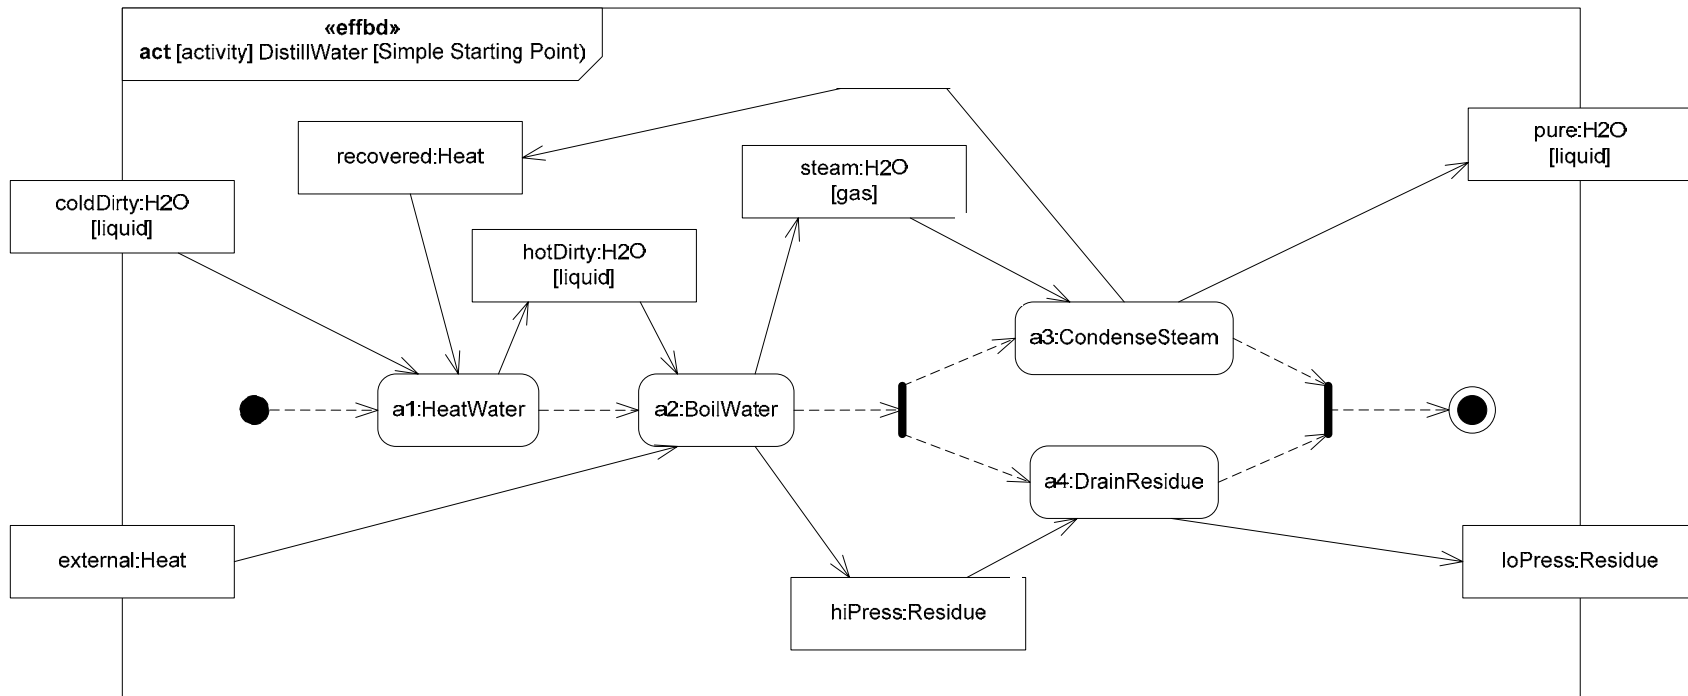 «effbd»
act [activity] DistillWater [Simple Starting Point)
recovered:Heat
coldDirty:H2O
[liquid]
hotDirty:H2O
[liquid]
steam:H2O
[gas]
pure:H2O
[liquid]
a1:HeatWater
a2:BoilWater
a3:CondenseSteam
a4:DrainResidue
external:Heat
hiPress:Residue
loPress:Residue